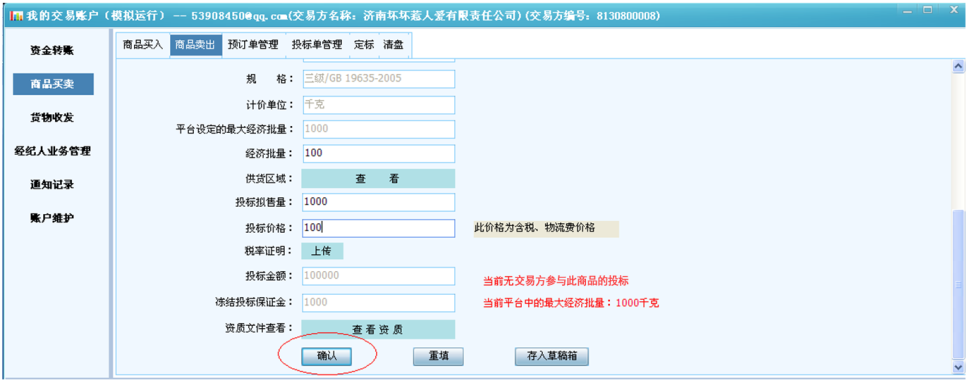 我的交易账户（模拟运行） -- 53908450@qq.com(交易方名称：济南坏坏惹人爱有限责任公司)(交易方编号：8130800008)
资金转账
商品买卖
货物收发
经纪人业务管理
通知记录
账户维护
商品买入 商品卖出 预订单管理 投标单管理 定标 清盘
规 格： 三级/GB 19635-2005
计价单位： 千克
平台设定的最大经济批量： 1000
经济批量： 100
供货区域： 查 看
投标拟售量： 1000
投标价格： 100 此价格为含税、物流费价格
税率证明： 上传
投标金额： 100000 当前无交易方参与此商品的投标
冻结投标保证金： 1000 当前平台中的最大经济批量：1000千克
资质文件查看： 查 看 资 质
确认 重填 存入草稿箱